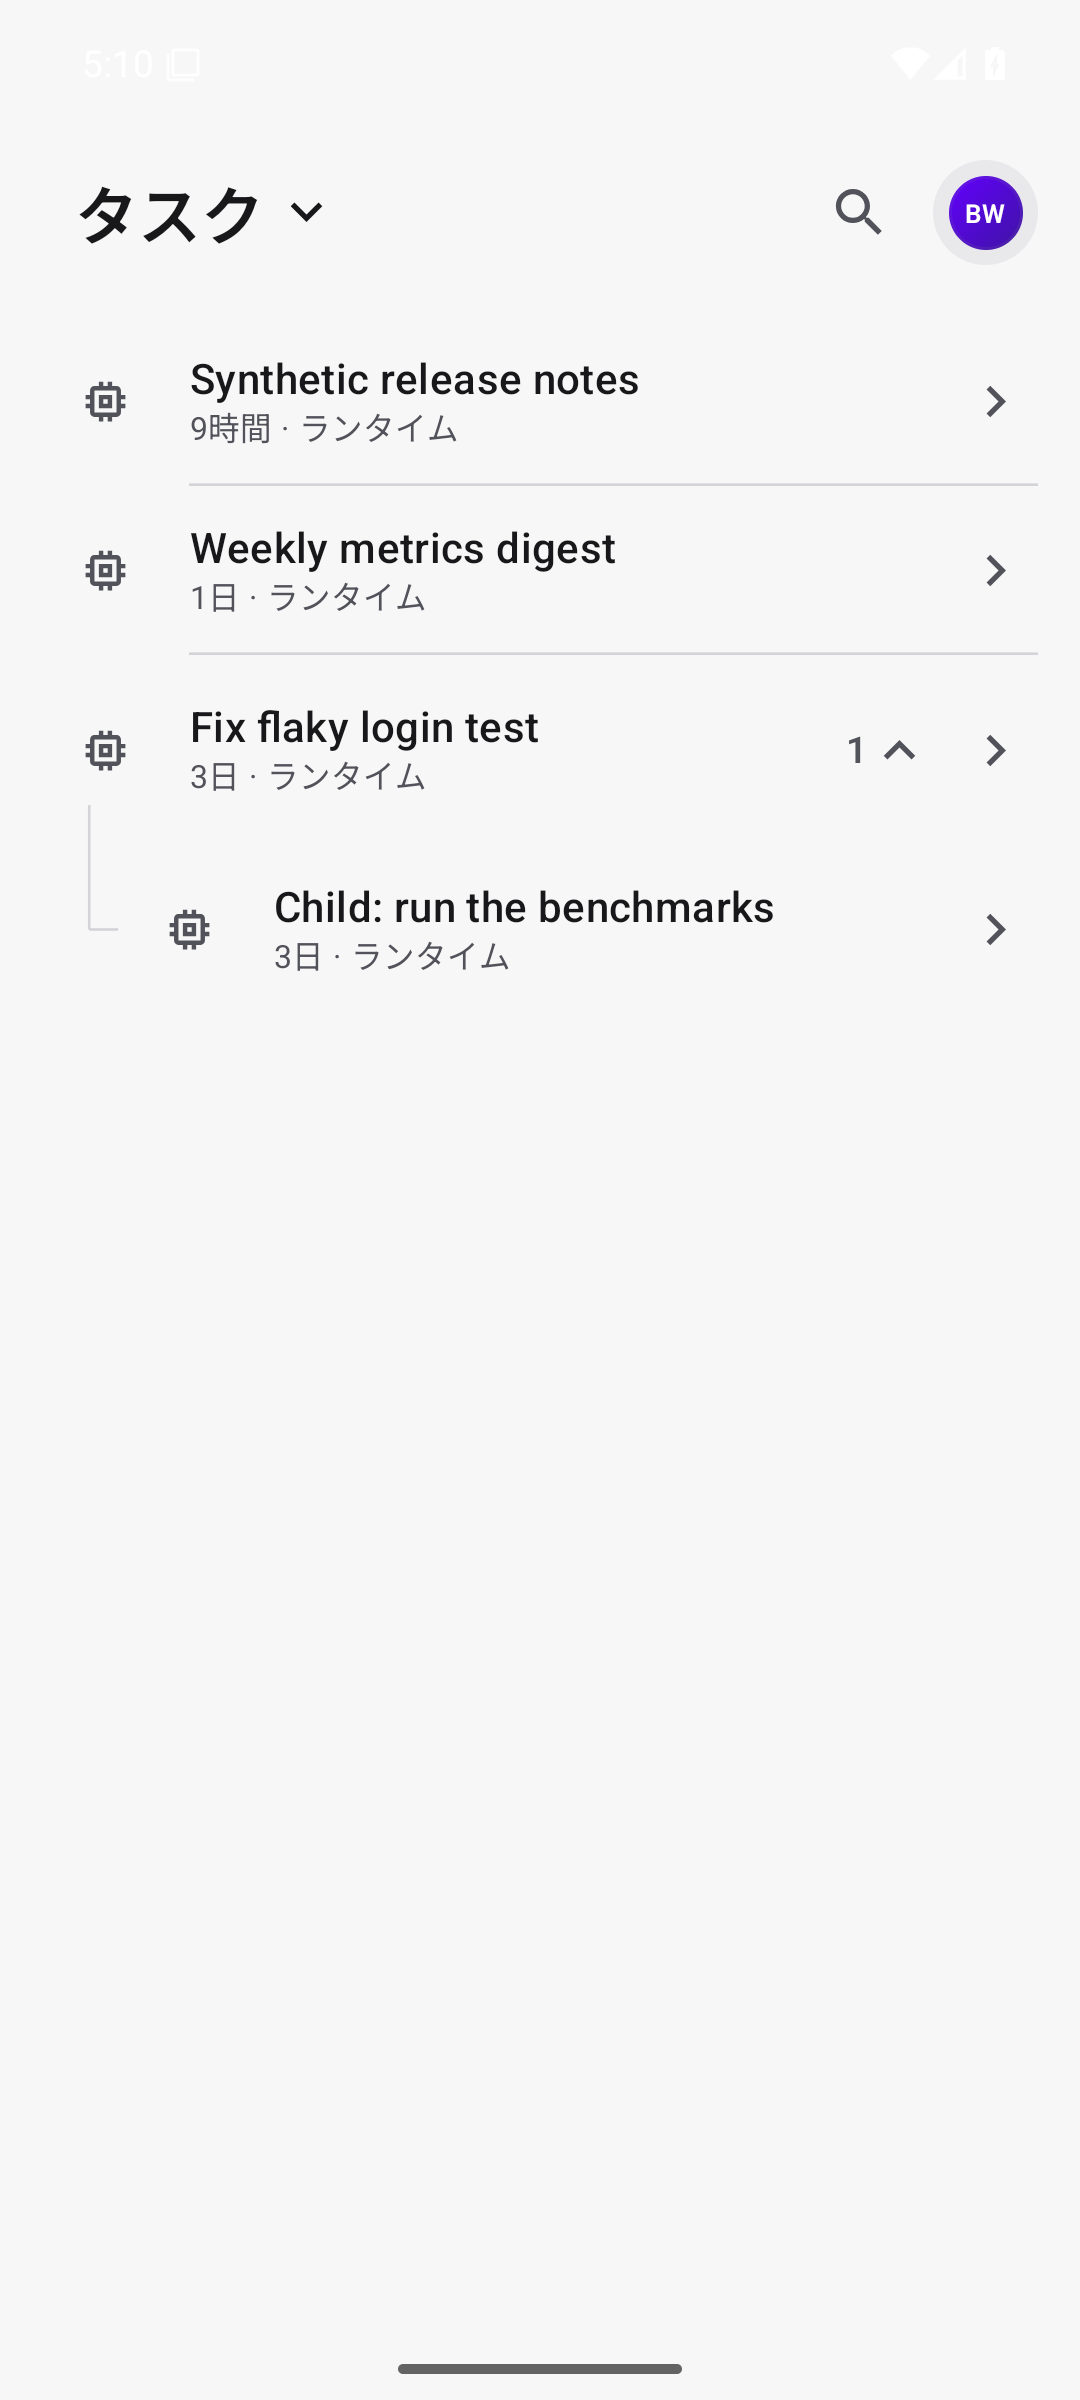 5:10
タスク
BW
Synthetic release notes
9時間 · ランタイム
Weekly metrics digest
1日 · ランタイム
Fix flaky login test
3日 · ランタイム
1
Child: run the benchmarks
3日 · ランタイム